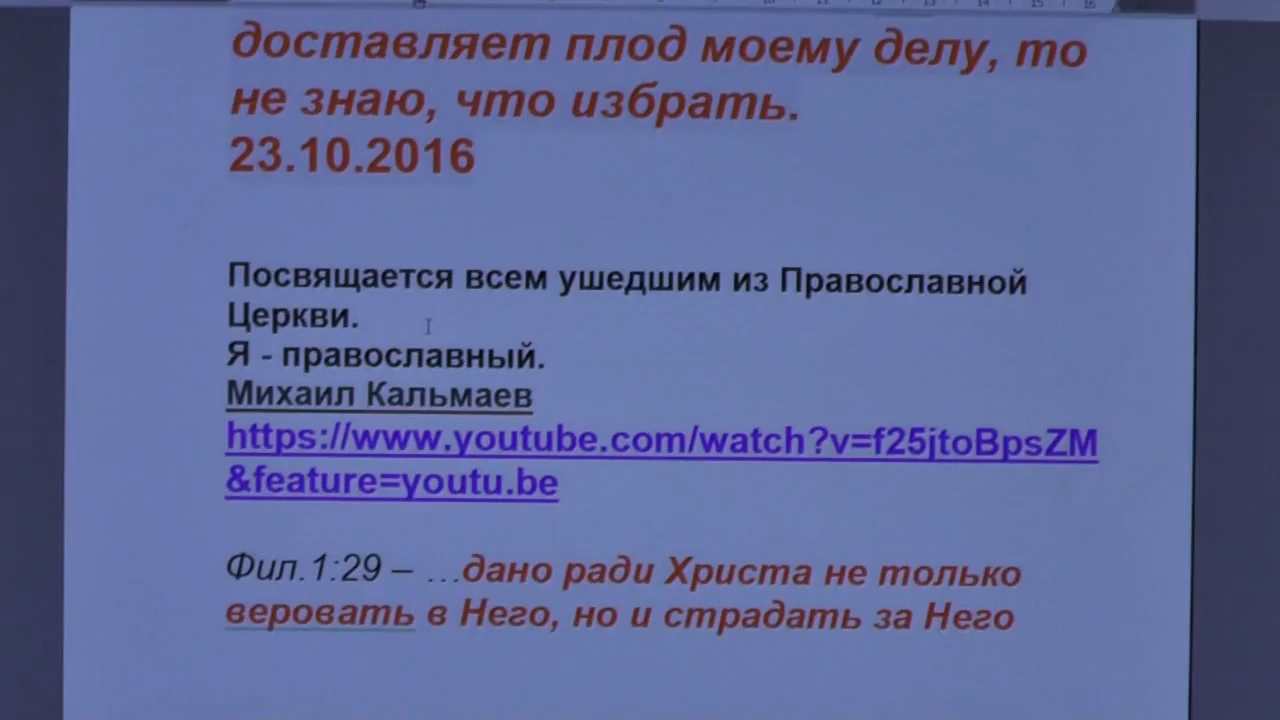 доставляет плод моему делу, то
не знаю, что избрать.
23.10.2016
Посвящается всем ушедшим из Православной
Церкви.
Я - православный.
Михаил Кальмаев
https://www.youtube.com/watch?v=f25jtoBpsZM
&feature=youtu.be
Фил.1:29 – …дано ради Христа не только
веровать в Него, но и страдать за Него